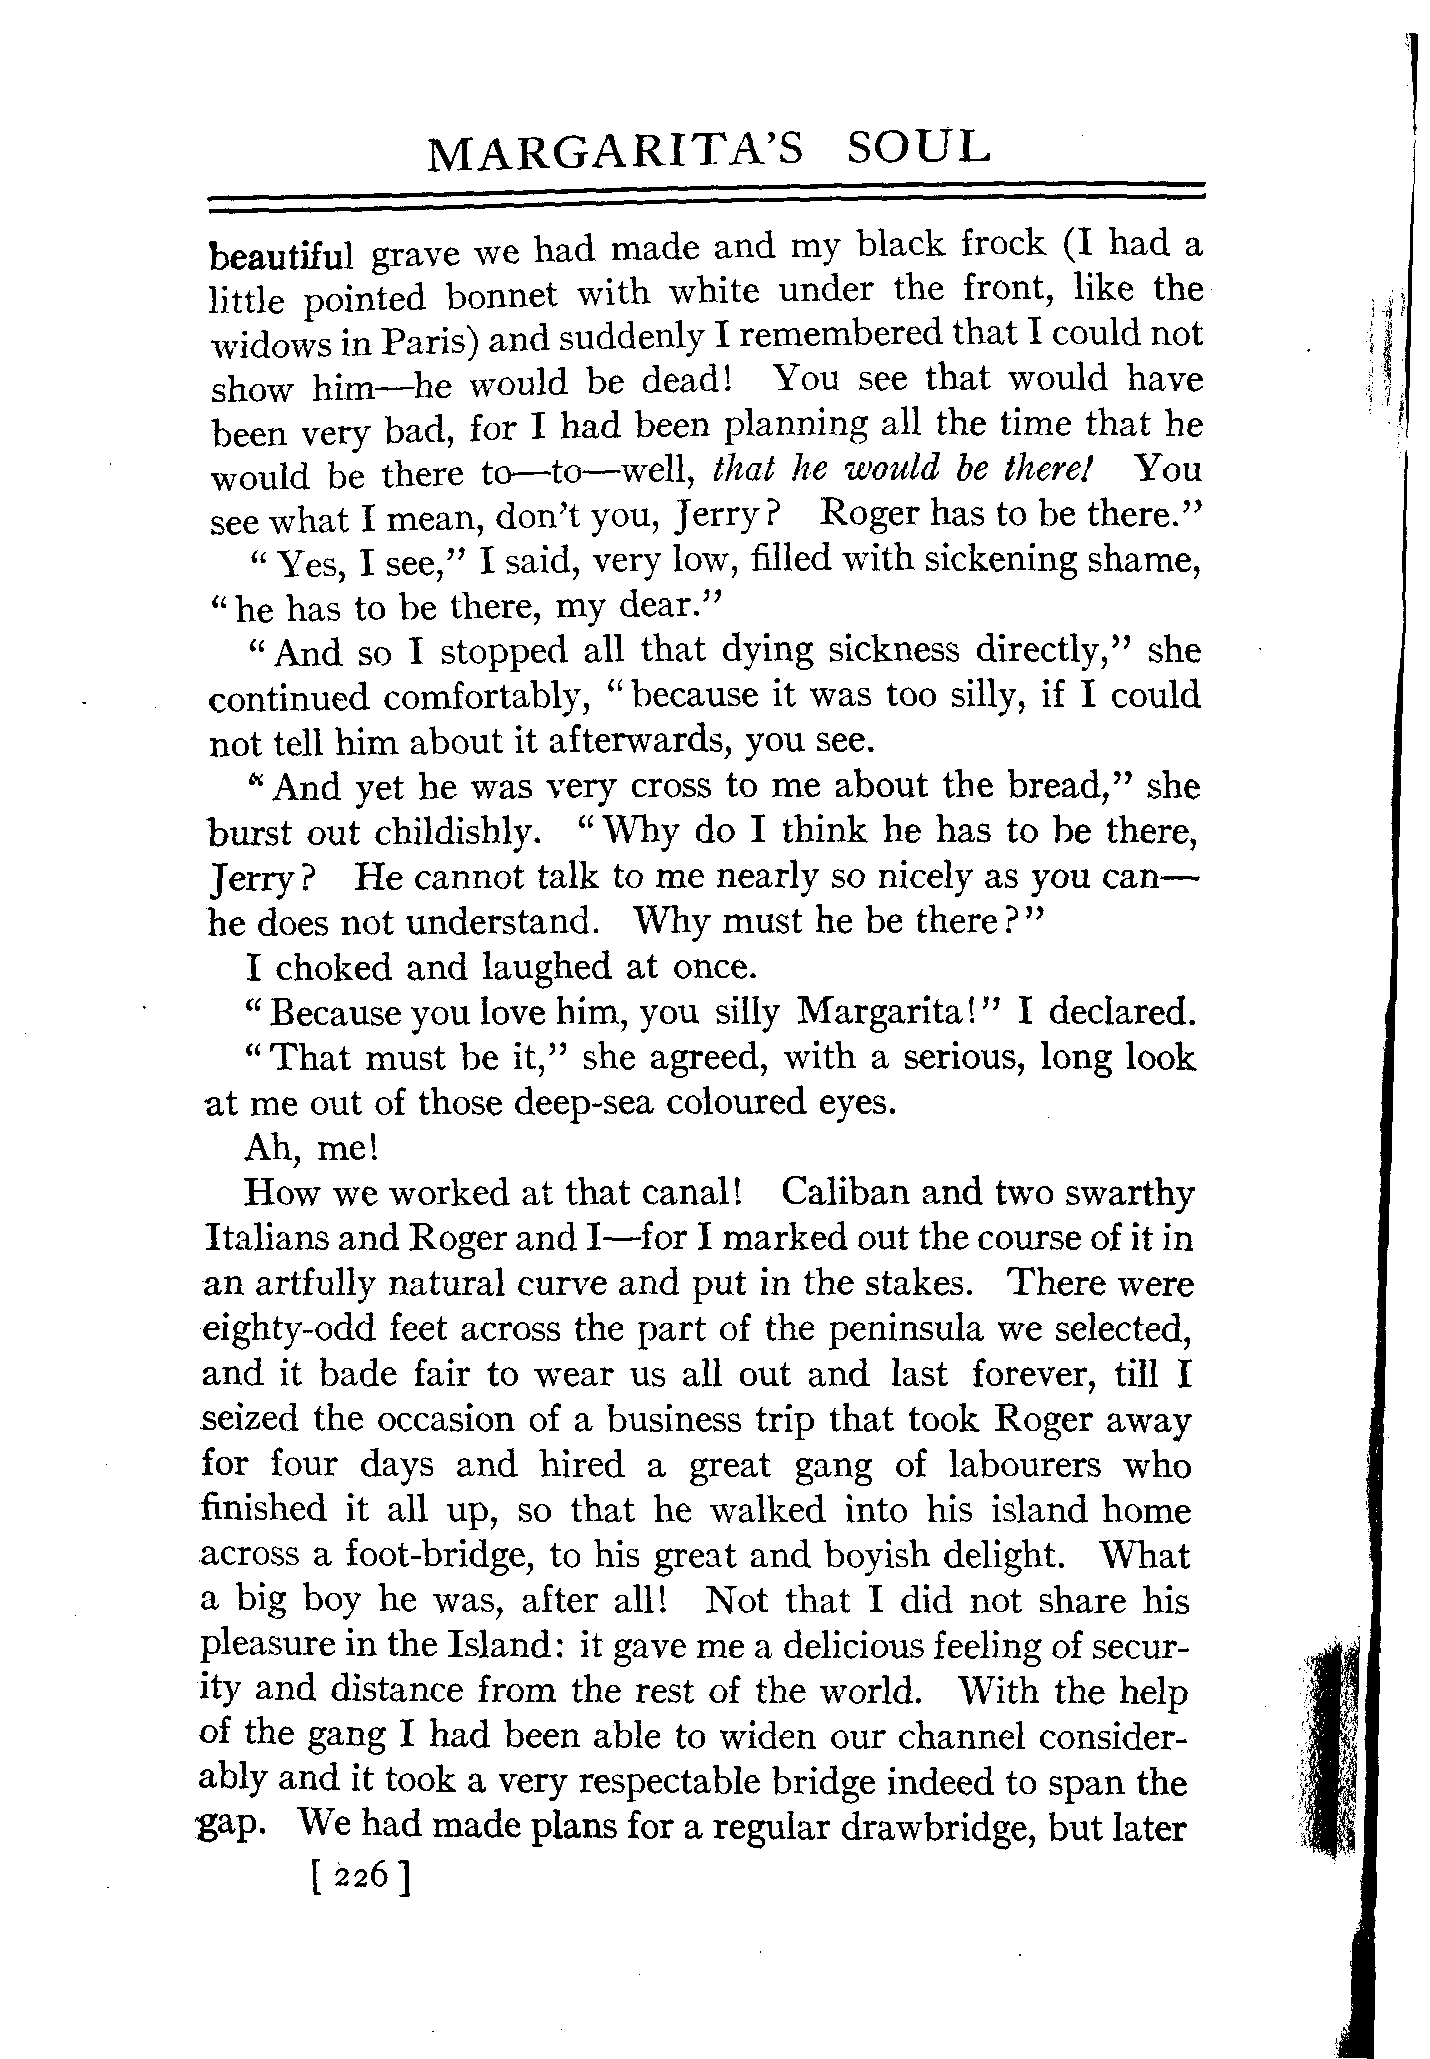 MARGARITA'S SOUL
beautiful grave we had made and my black frock (I had a
little pointed bonnet with white under the front, like the
widows in Paris) and suddenly I remembered that I could not
show him—he would be dead! You see that would have
been very bad, for I had been planning all the time that he
would be there to—to—well, that he would be there! You
see what I mean, don't you, Jerry? Roger has to be there."
"Yes, I see," I said, very low, filled with sickening shame,
"he has to be there, my dear."
"And so I stopped all that dying sickness directly," she
continued comfortably, "because it was too silly, if I could
not tell him about it afterwards, you see.
"And yet he was very cross to me about the bread," she
burst out childishly. "Why do I think he has to be there,
Jerry? He cannot talk to me nearly so nicely as you can—
he does not understand. Why must he be there?"
I choked and laughed at once.
"Because you love him, you silly Margarita!" I declared.
"That must be it," she agreed, with a serious, long look
at me out of those deep-sea coloured eyes.
Ah, me!
How we worked at that canal! Caliban and two swarthy
Italians and Roger and I—for I marked out the course of it in
an artfully natural curve and put in the stakes. There were
eighty-odd feet across the part of the peninsula we selected,
and it bade fair to wear us all out and last forever, till I
seized the occasion of a business trip that took Roger away
for four days and hired a great gang of labourers who
finished it all up, so that he walked into his island home
across a foot-bridge, to his great and boyish delight. What
a big boy he was, after all! Not that I did not share his
pleasure in the Island: it gave me a delicious feeling of secur-
ity and distance from the rest of the world. With the help
of the gang I had been able to widen our channel consider-
ably and it took a very respectable bridge indeed to span the
gap. We had made plans for a regular drawbridge, but later
[ 226 ]